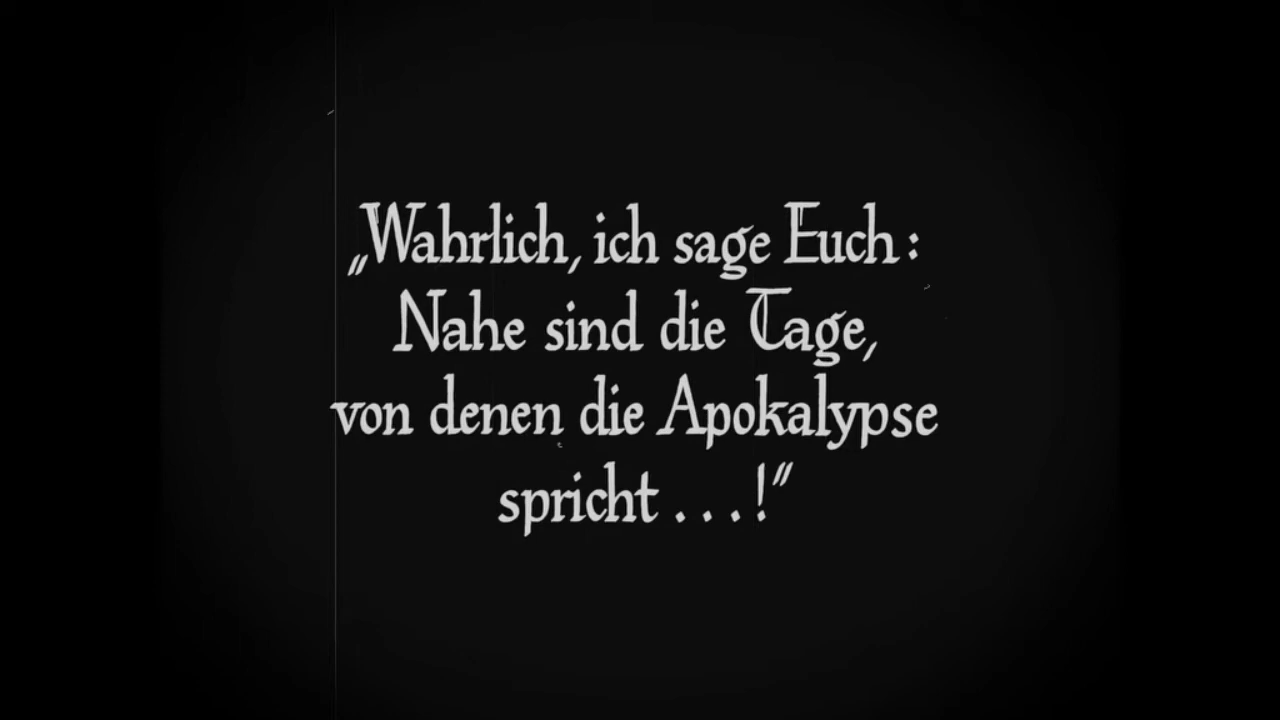 „Wahrlich, ich sage Euch:
Nahe sind die Tage,
von denen die Apokalypse
spricht . . . !”